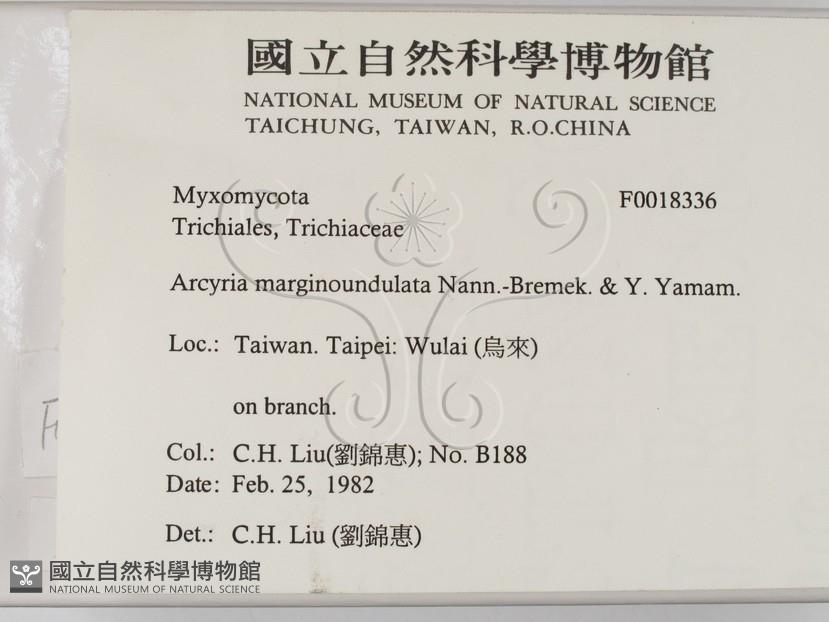 國立自然科學博物館
NATIONAL MUSEUM OF NATURAL SCIENCE
TAICHUNG, TAIWAN, R.O.CHINA
Myxomycota F0018336
Trichiales, Trichiaceae
Arcyria marginoundulata Nann.-Bremek. & Y. Yamam.
Loc.: Taiwan. Taipei: Wulai (烏來)
on branch.
Col.: C.H. Liu(劉錦惠); No. B188
Date: Feb. 25, 1982
Det.: C.H. Liu (劉錦惠)
國立自然科學博物館
NATIONAL MUSEUM OF NATURAL SCIENCE